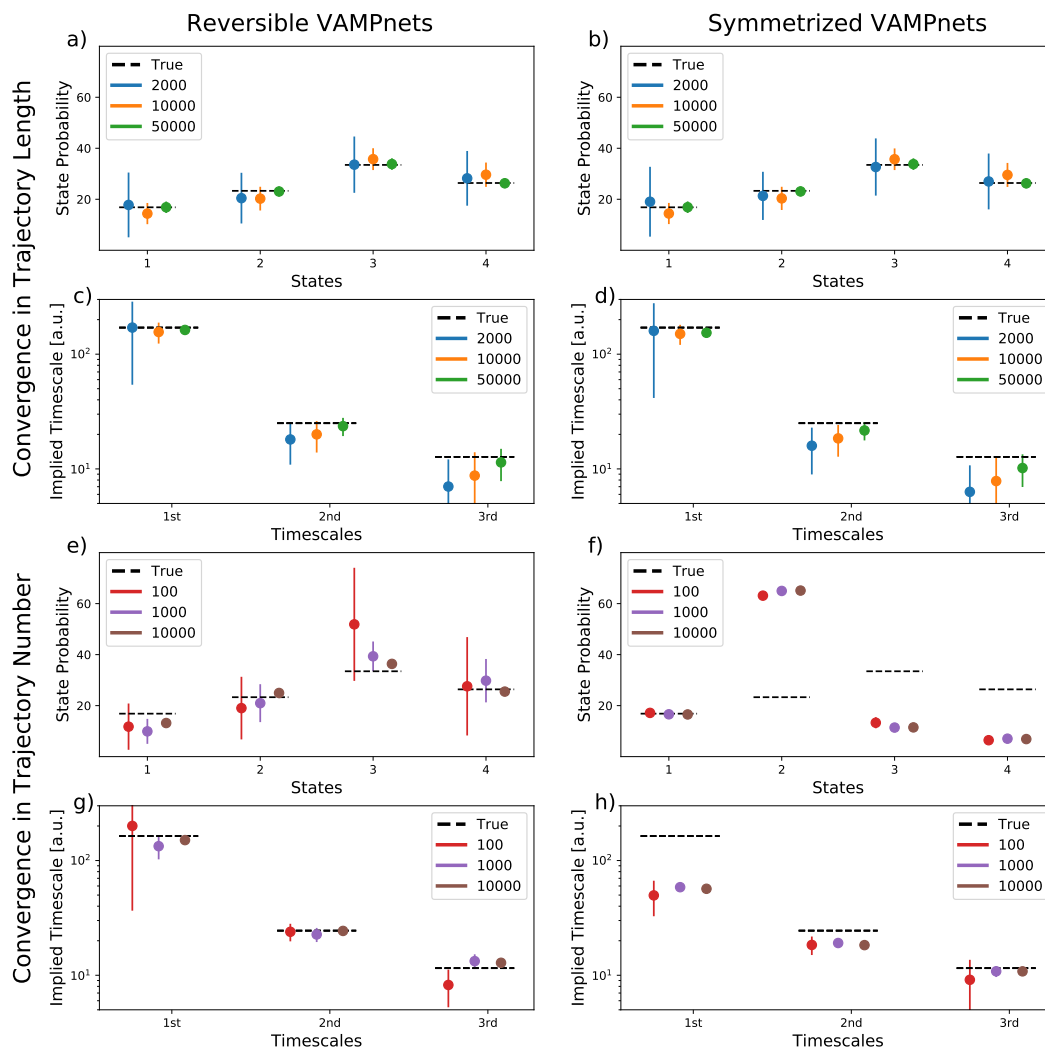 Reversible VAMPnets
Symmetrized VAMPnets
Convergence in Trajectory Length
a)
State Probability
60
40
20
True
2000
10000
50000
1
2
3
4
States
b)
State Probability
60
40
20
True
2000
10000
50000
1
2
3
4
States
c)
Implied Timescale [a.u.]
10²
10¹
True
2000
10000
50000
1st
2nd
3rd
Timescales
d)
Implied Timescale [a.u.]
10²
10¹
True
2000
10000
50000
1st
2nd
3rd
Timescales
Convergence in Trajectory Number
e)
State Probability
60
40
20
True
100
1000
10000
1
2
3
4
States
f)
State Probability
60
40
20
True
100
1000
10000
1
2
3
4
States
g)
Implied Timescale [a.u.]
10²
10¹
True
100
1000
10000
1st
2nd
3rd
Timescales
h)
Implied Timescale [a.u.]
10²
10¹
True
100
1000
10000
1st
2nd
3rd
Timescales